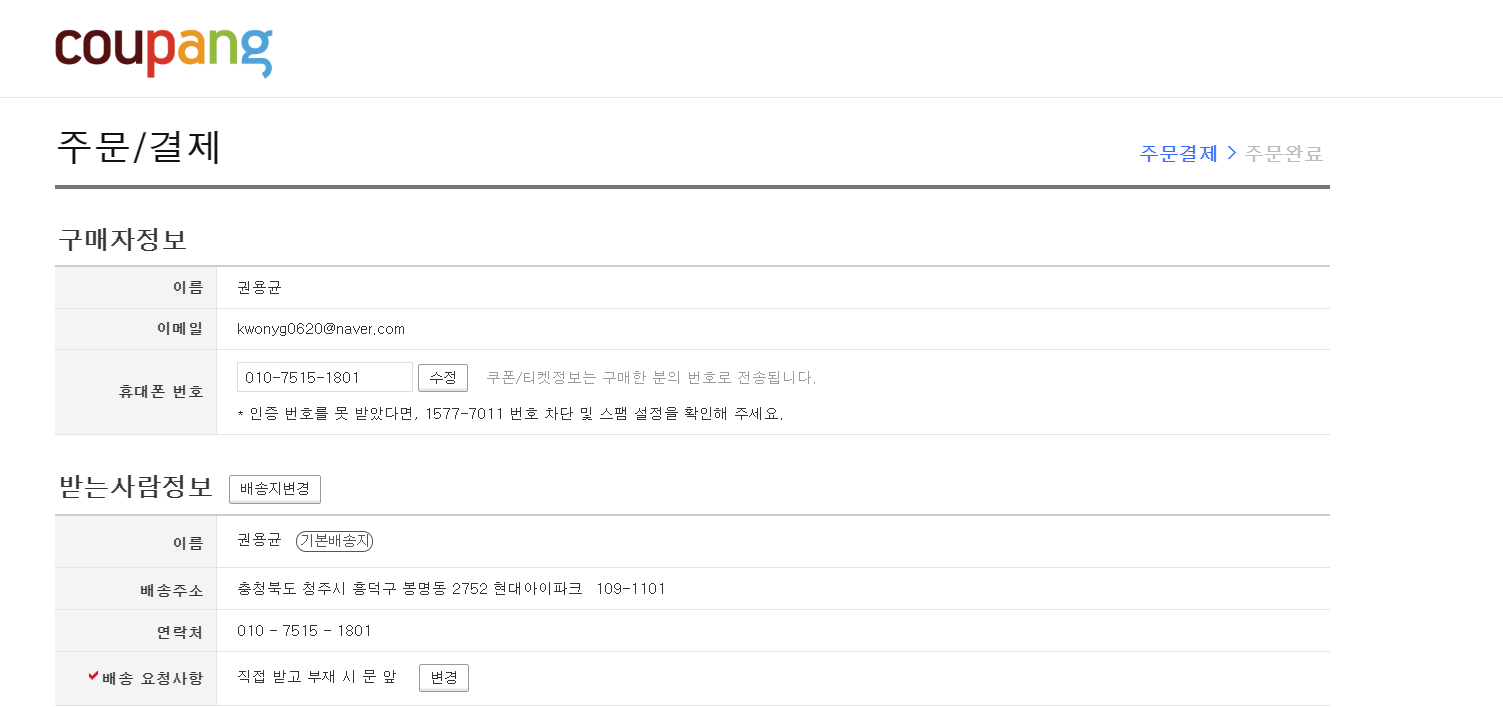 coupang
주문/결제
주문결제 > 주문완료
구매자정보
이름 권용균
이메일 kwonyg0620@naver.com
휴대폰 번호 010-7515-1801 수정 쿠폰/티켓정보는 구매한 분의 번호로 전송됩니다.
* 인증 번호를 못 받았다면, 1577-7011 번호 차단 및 스팸 설정을 확인해 주세요.
받는사람정보 배송지변경
이름 권용균 기본배송지
배송주소 충청북도 청주시 흥덕구 봉명동 2752 현대아이파크 109-1101
연락처 010 - 7515 - 1801
배송 요청사항 직접 받고 부재 시 문 앞 변경